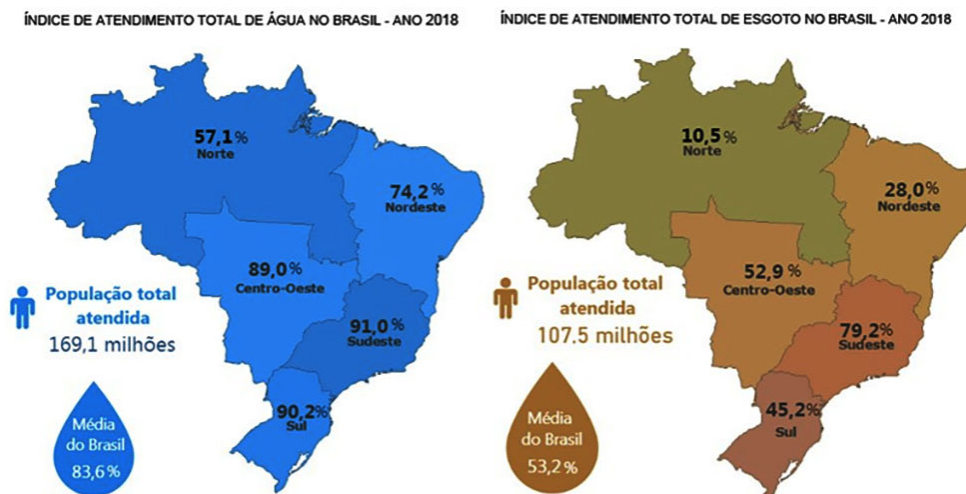 ÍNDICE DE ATENDIMENTO TOTAL DE ÁGUA NO BRASIL - ANO 2018
57,1%
Norte
74,2%
Nordeste
89,0%
Centro-Oeste
91,0%
Sudeste
90,2%
Sul
População total
atendida
169,1 milhões
Média
do Brasil
83,6%
ÍNDICE DE ATENDIMENTO TOTAL DE ESGOTO NO BRASIL - ANO 2018
10,5%
Norte
28,0%
Nordeste
52,9%
Centro-Oeste
79,2%
Sudeste
45,2%
Sul
População total
atendida
107.5 milhões
Média
do Brasil
53,2%